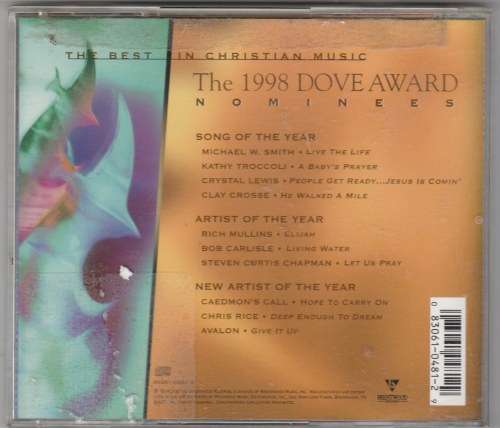 THE BEST IN CHRISTIAN MUSIC
The 1998 DOVE AWARD
NOMINEES
SONG OF THE YEAR
MICHAEL W. SMITH • LIVE THE LIFE
KATHY TROCCOLI • A BABY'S PRAYER
CRYSTAL LEWIS • PEOPLE GET READY...JESUS IS COMIN'
CLAY CROSSE • HE WALKED A MILE
ARTIST OF THE YEAR
RICH MULLINS • ELIJAH
BOB CARLISLE • LIVING WATER
STEVEN CURTIS CHAPMAN • LET US PRAY
NEW ARTIST OF THE YEAR
CAEDMON'S CALL • HOPE TO CARRY ON
CHRIS RICE • DEEP ENOUGH TO DREAM
AVALON • GIVE IT UP
0 83061-0481-2 9
BRENTWOOD